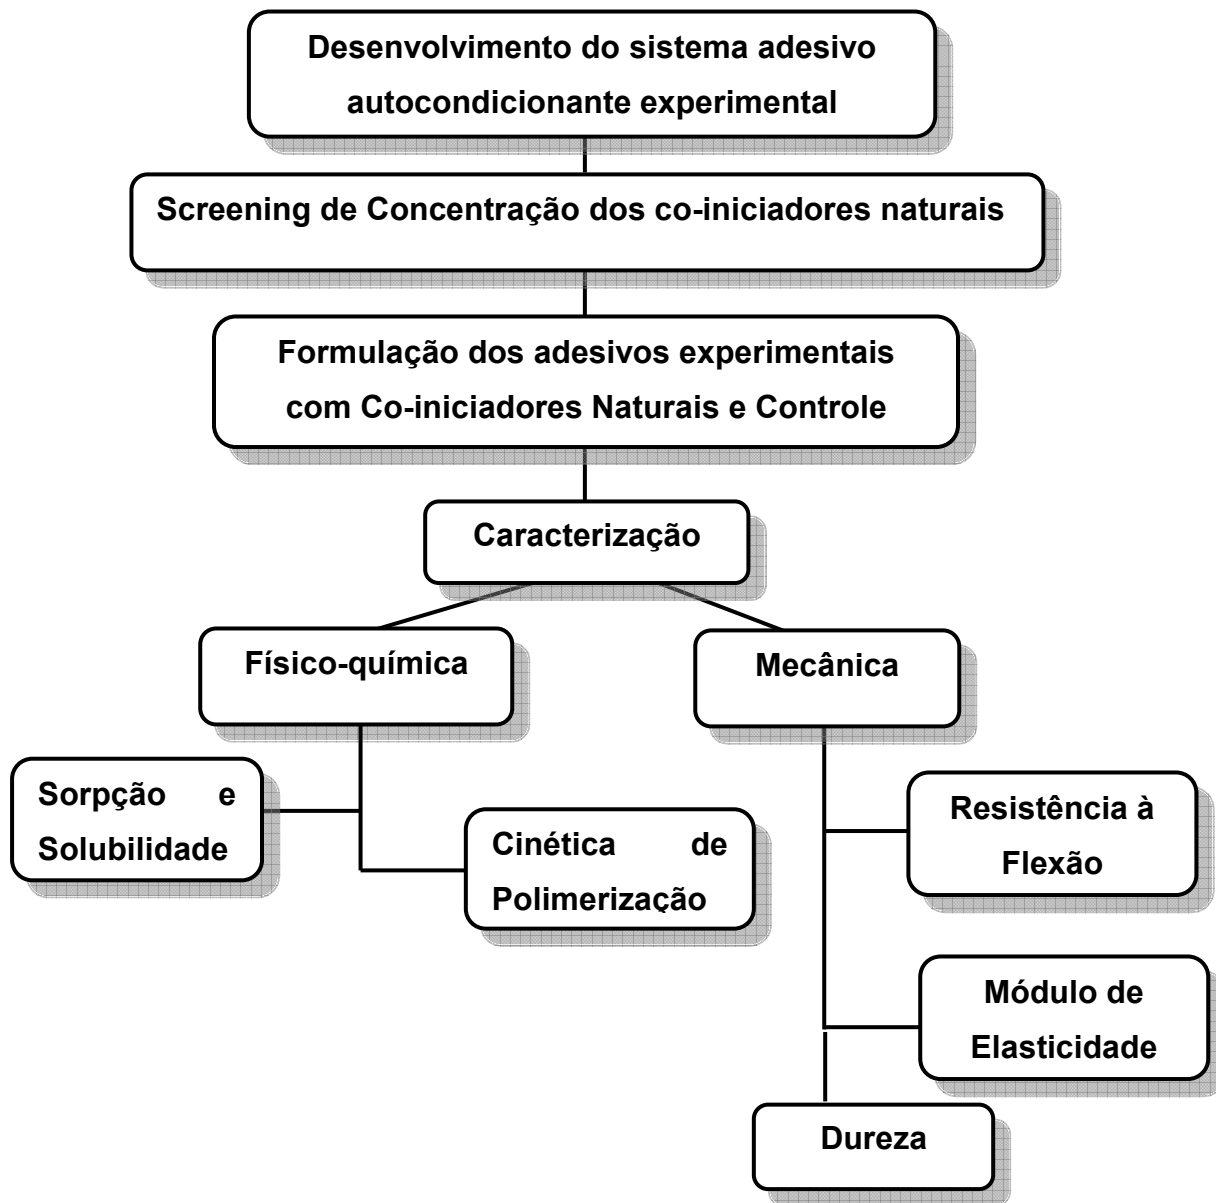 Desenvolvimento do sistema adesivo
autocondicionante experimental
Screening de Concentração dos co-iniciadores naturais
Formulação dos adesivos experimentais
com Co-iniciadores Naturais e Controle
Caracterização
Físico-química
Mecânica
Sorpção e
Solubilidade
Cinética de
Polimerização
Resistência à
Flexão
Módulo de
Elasticidade
Dureza